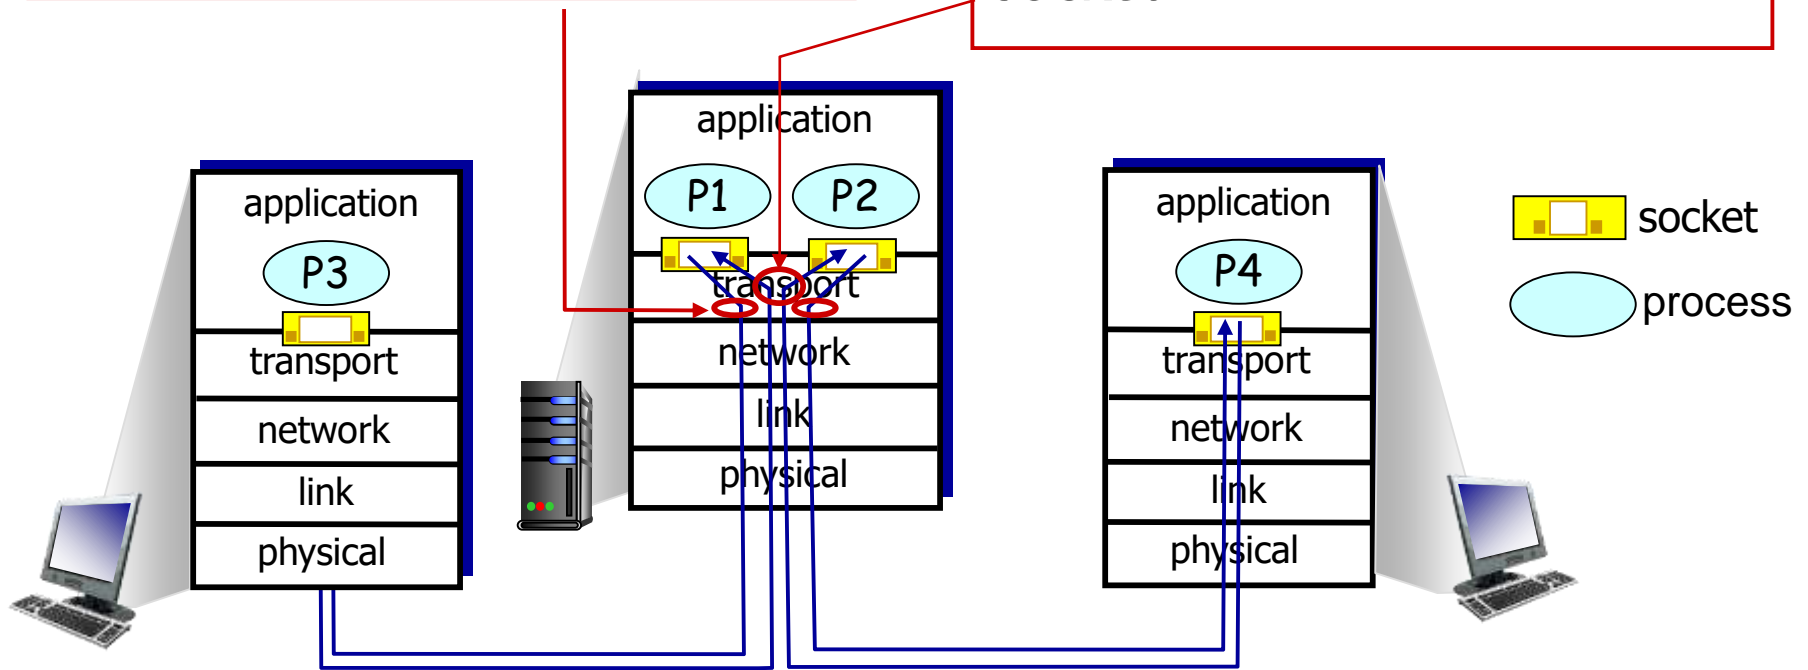 application
P1
P2
transport
network
link
physical
application
P3
transport
network
link
physical
application
P4
transport
network
link
physical
socket
process